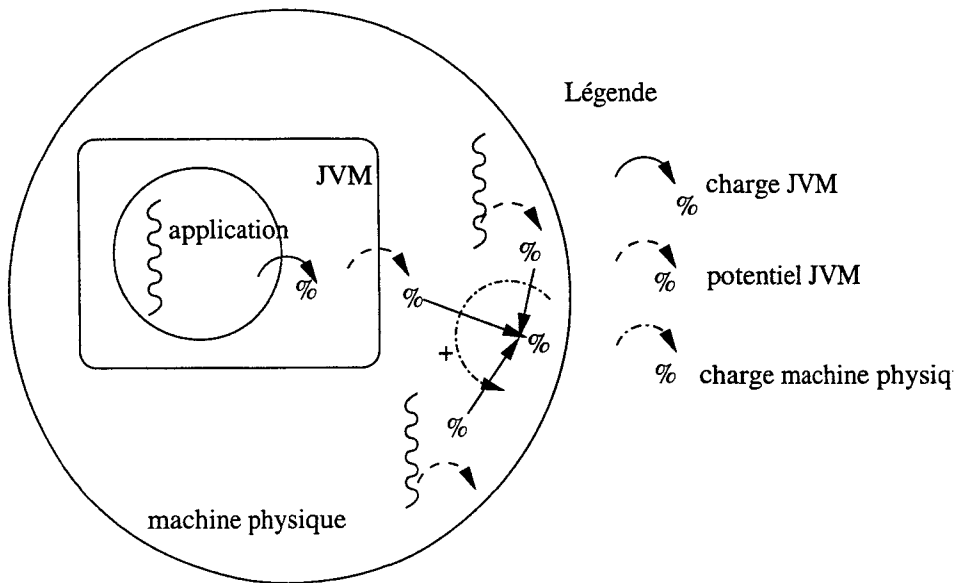 Légende
JVM
charge JVM
%
application
%
%
potentiel JVM
%
%
%
+
%
charge machine physiq
%
%
machine physique